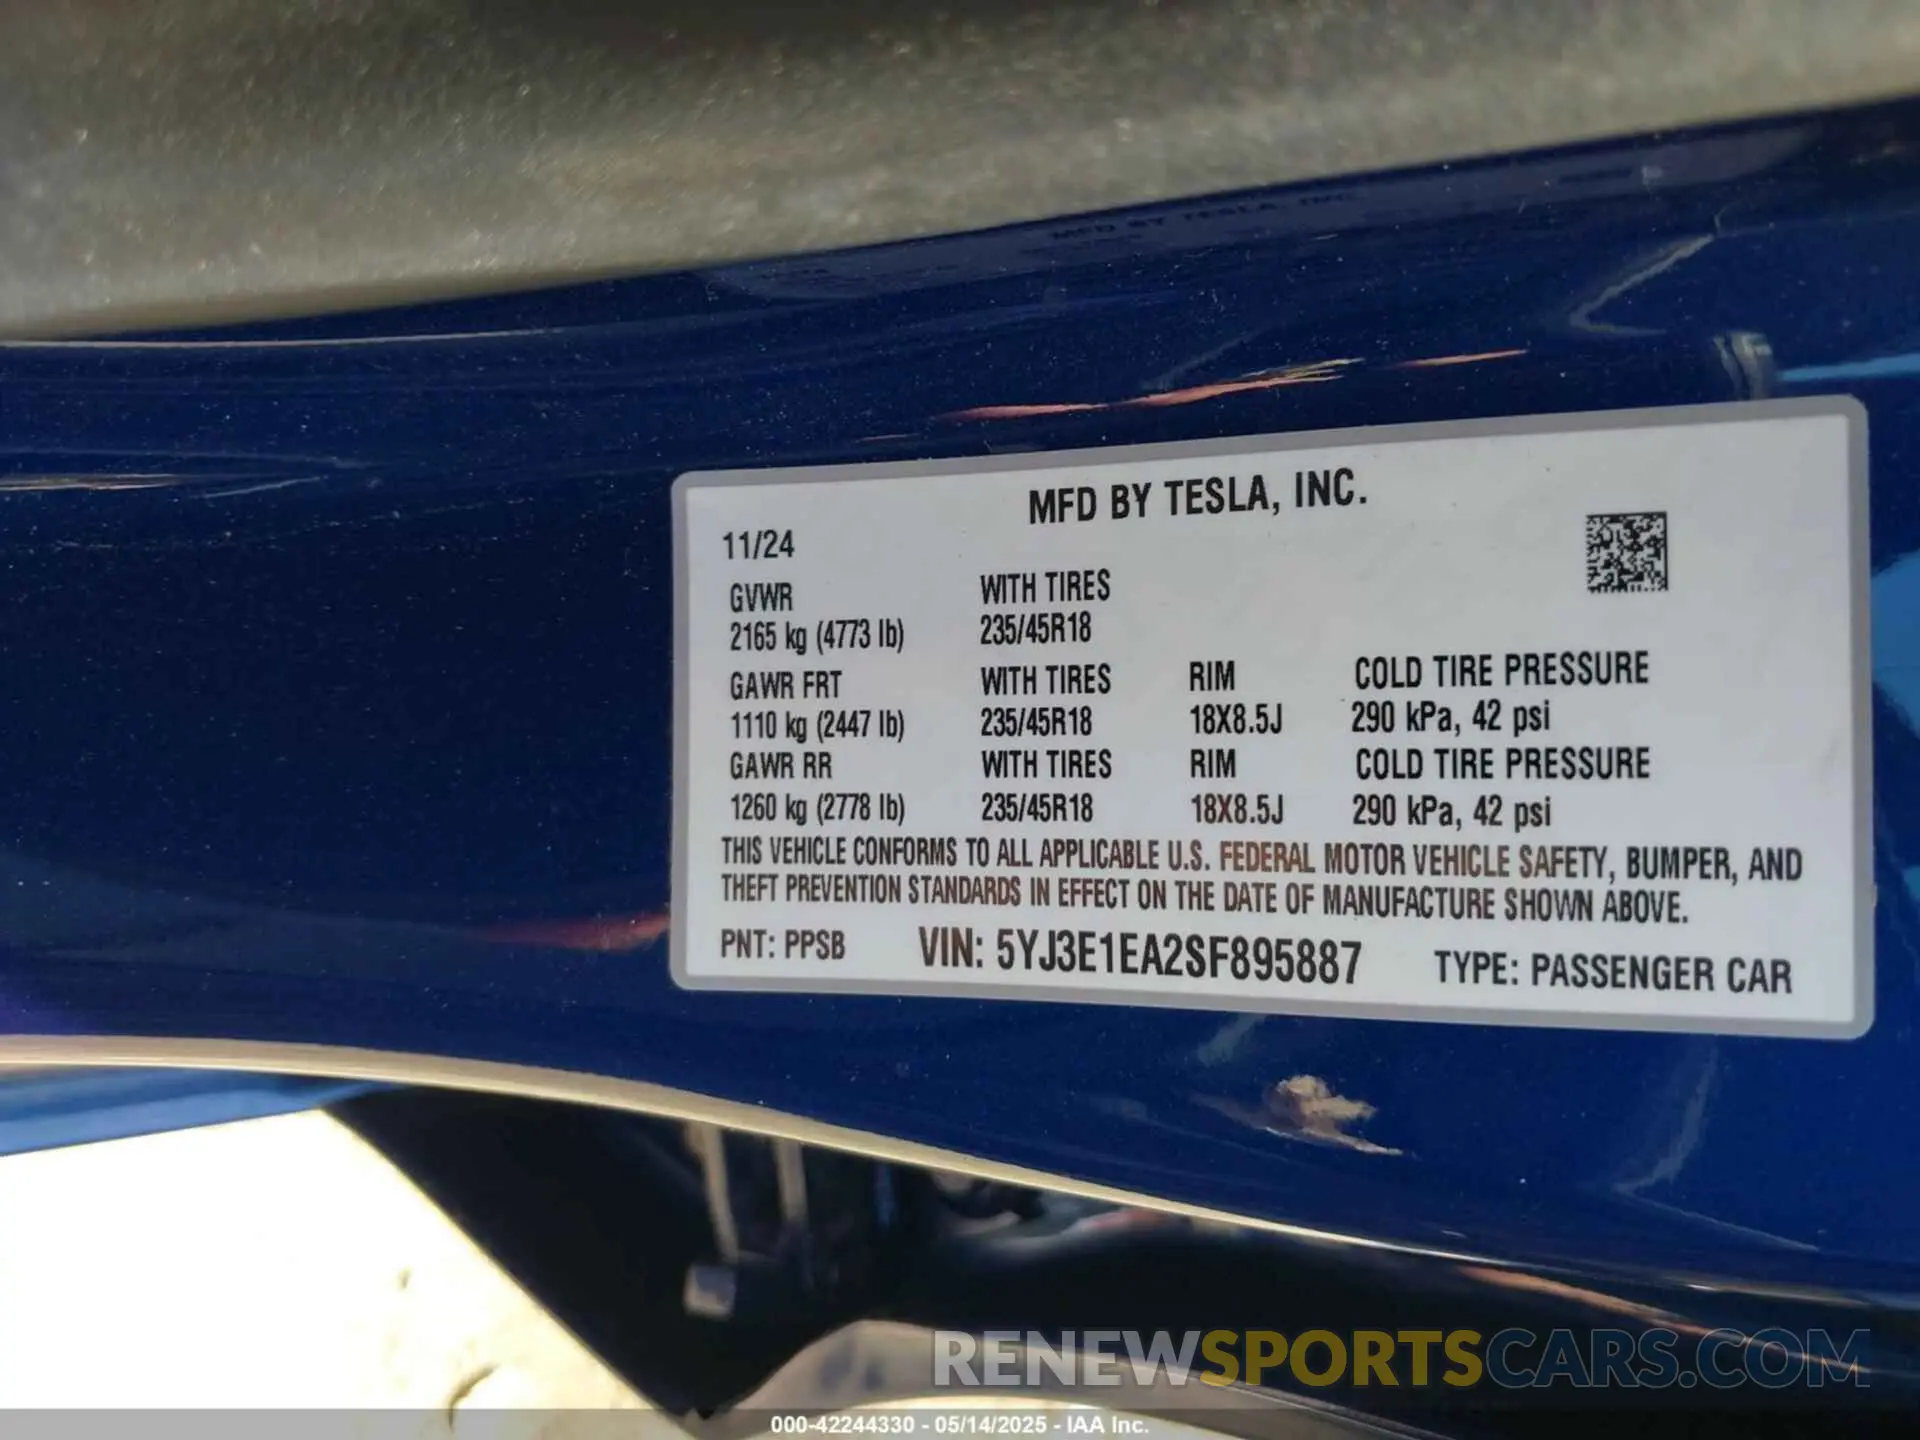 MFD BY TESLA, INC.
MFD BY TESLA, INC.
11/24
GVWR WITH TIRES
2165 kg (4773 lb) 235/45R18
GAWR FRT WITH TIRES RIM COLD TIRE PRESSURE
1110 kg (2447 lb) 235/45R18 18X8.5J 290 kPa, 42 psi
GAWR RR WITH TIRES RIM COLD TIRE PRESSURE
1260 kg (2778 lb) 235/45R18 18X8.5J 290 kPa, 42 psi
THIS VEHICLE CONFORMS TO ALL APPLICABLE U.S. FEDERAL MOTOR VEHICLE SAFETY, BUMPER, AND
THEFT PREVENTION STANDARDS IN EFFECT ON THE DATE OF MANUFACTURE SHOWN ABOVE.
PNT: PPSB VIN: 5YJ3E1EA2SF895887 TYPE: PASSENGER CAR
RENEWSPORTSCARS.COM
000-42244330 - 05/14/2025 - IAA Inc.